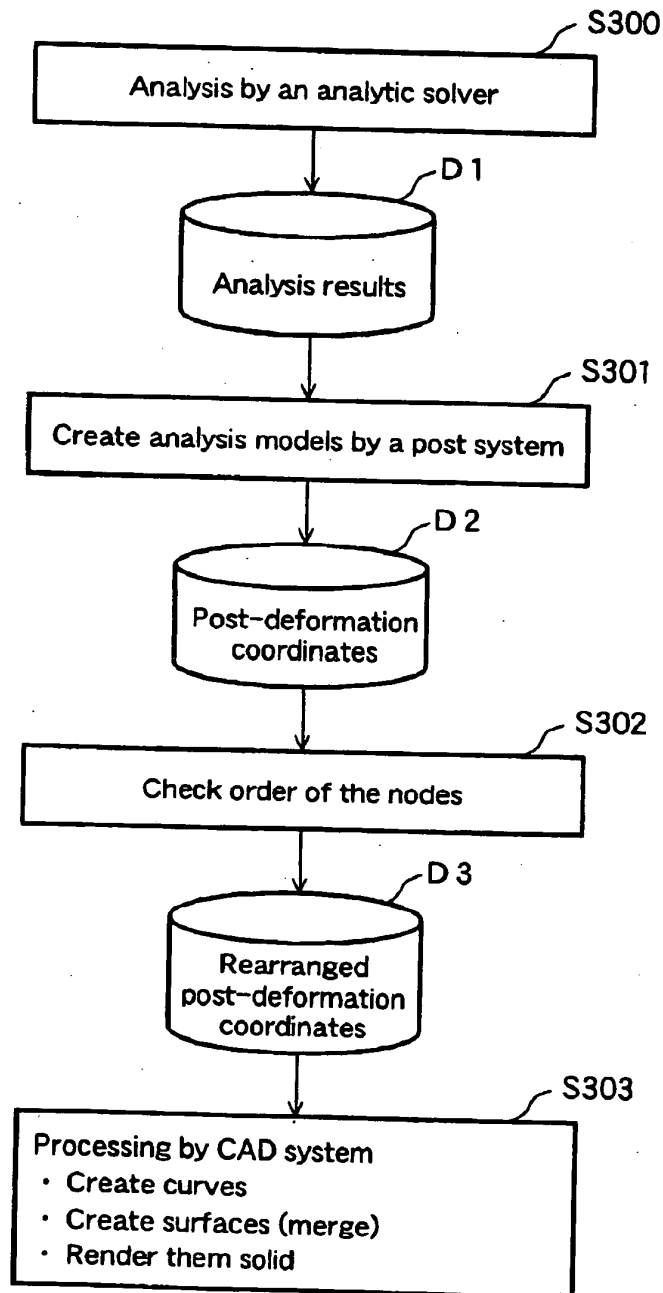 S300
Analysis by an analytic solver
D1
Analysis results
S301
Create analysis models by a post system
D2
Post-deformation
coordinates
S302
Check order of the nodes
D3
Rearranged
post-deformation
coordinates
S303
Processing by CAD system
・ Create curves
・ Create surfaces (merge)
・ Render them solid